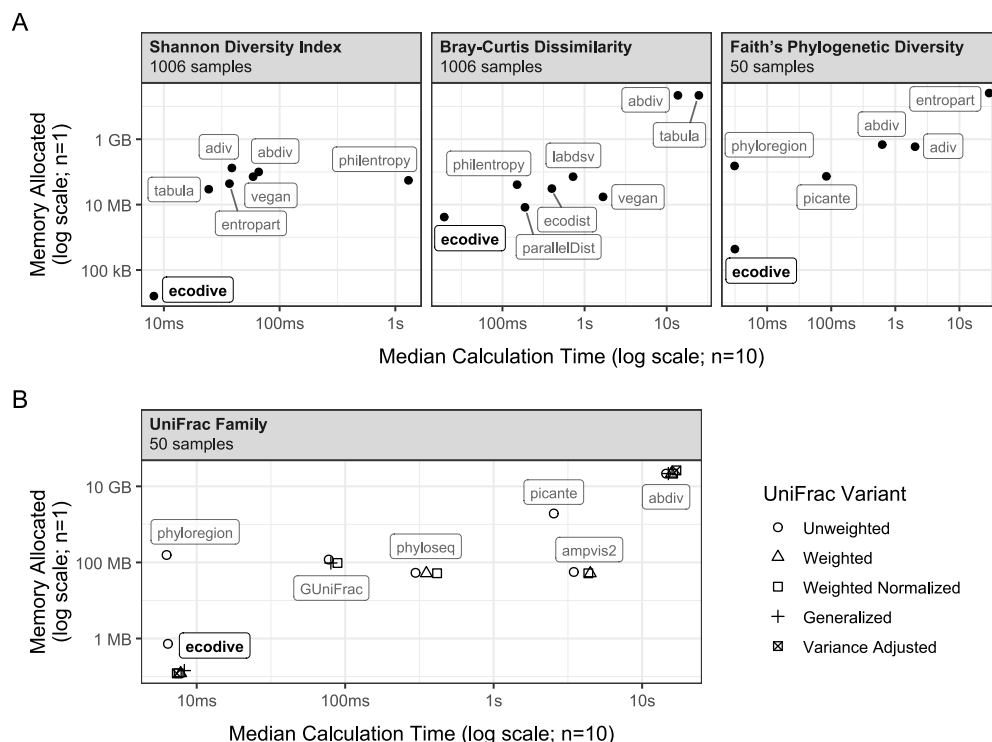 A
Shannon Diversity Index
1006 samples
Bray-Curtis Dissimilarity
1006 samples
Faith's Phylogenetic Diversity
50 samples
Memory Allocated
(log scale; n=1)
1 GB
10 MB
100 kB
adiv
abdiv
philentropy
tabula
vegan
entropart
ecodive
abdiv
tabula
labdsv
philentropy
vegan
ecodist
ecodive
parallelDist
entropart
abdiv
phyloregion
adiv
picante
ecodive
10ms
100ms
1s
100ms
1s
10s
10ms
100ms
1s
10s
Median Calculation Time (log scale; n=10)
B
UniFrac Family
50 samples
Memory Allocated
(log scale; n=1)
10 GB
100 MB
1 MB
picante
abdiv
phyloregion
phyloseq
ampvis2
GUniFrac
ecodive
10ms
100ms
1s
10s
Median Calculation Time (log scale; n=10)
UniFrac Variant
Unweighted
Weighted
Weighted Normalized
Generalized
Variance Adjusted